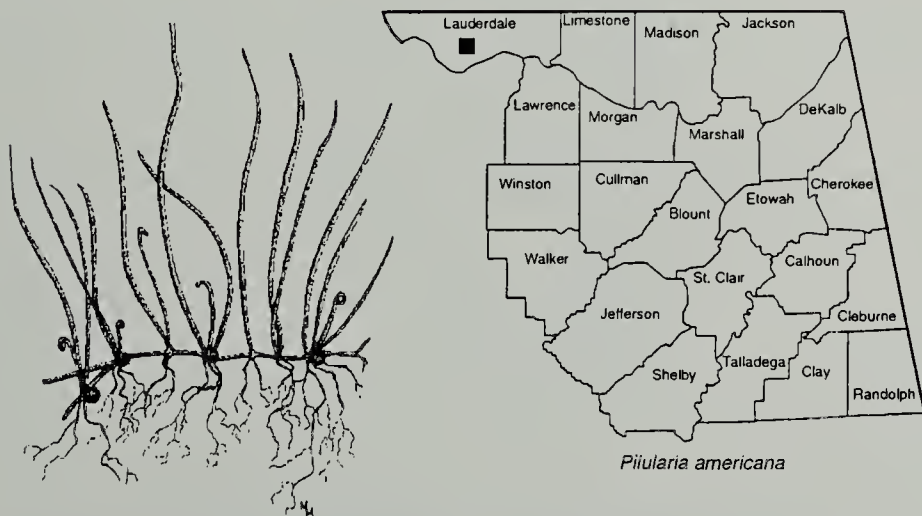 Lauderdale
Limestone
Madison
Jackson
Lawrence
Morgan
Marshall
DeKalb
Winston
Cullman
Blount
Etowah
Cherokee
Walker
Jefferson
St. Clair
Calhoun
Cleburne
Shelby
Talladega
Clay
Randolph
Piiularia americana